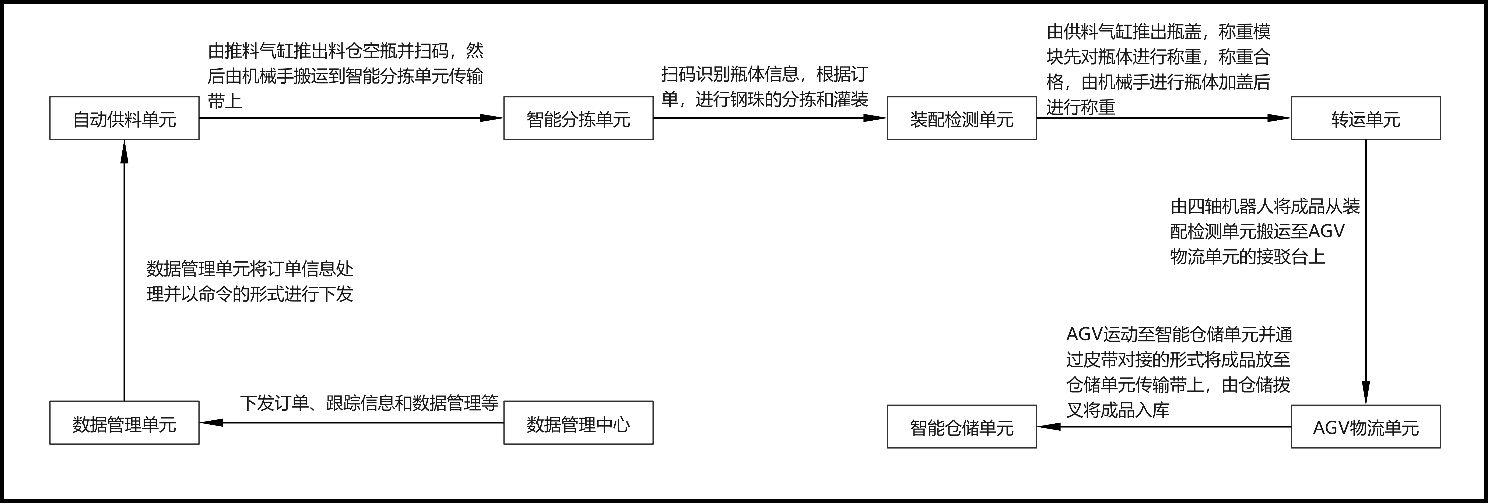 由推料气缸推出料仓空瓶并扫码，然
后由机械手搬运到智能分拣单元传输
带上
扫码识别瓶体信息，根据订
单，进行钢珠的分拣和灌装
由供料气缸推出瓶盖，称重模
块先对瓶体进行称重，称重合
格，由机械手进行瓶体加盖后
进行称重
自动供料单元
智能分拣单元
装配检测单元
转运单元
由四轴机器人将成品从装
配检测单元搬运至AGV
物流单元的接驳台上
数据管理单元将订单信息处
理并以命令的形式进行下发
AGV运动至智能仓储单元并通
过皮带对接的形式将成品放至
仓储单元传输带上，由仓储拨
叉将成品入库
下发订单、跟踪信息和数据管理等
数据管理单元
数据管理中心
智能仓储单元
AGV物流单元